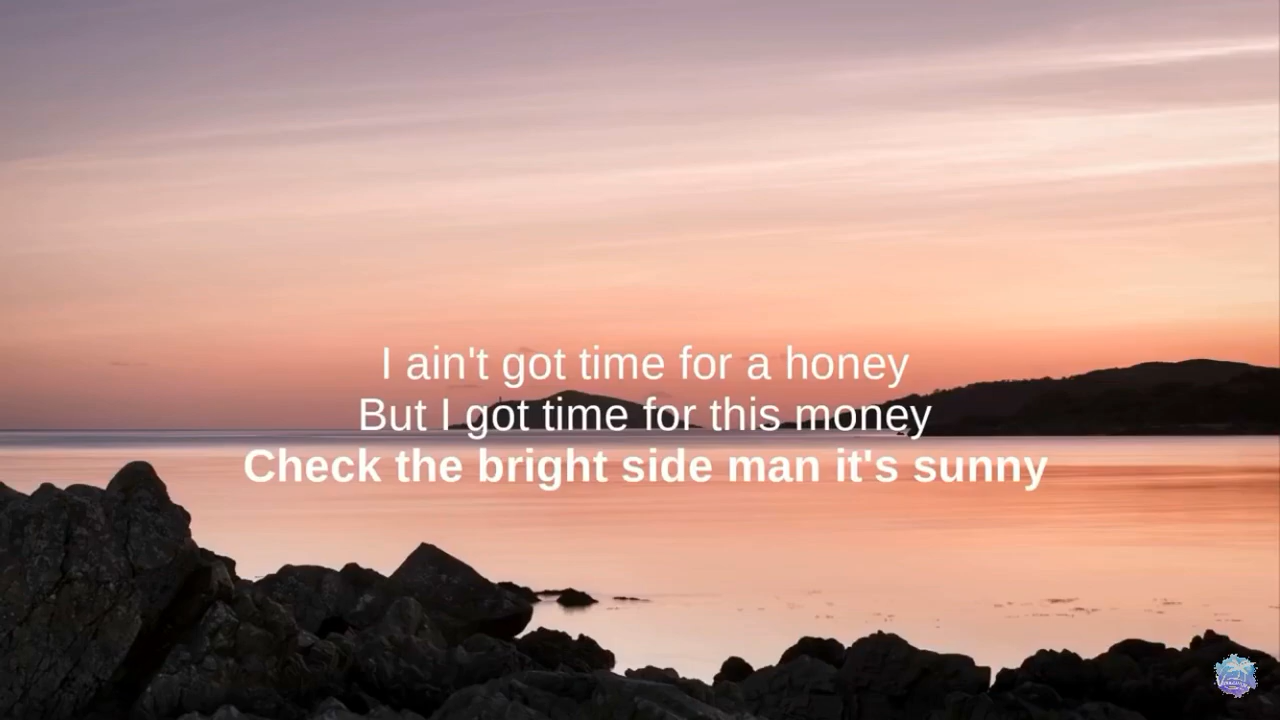 I ain't got time for a honey
But I got time for this money
Check the bright side man it's sunny